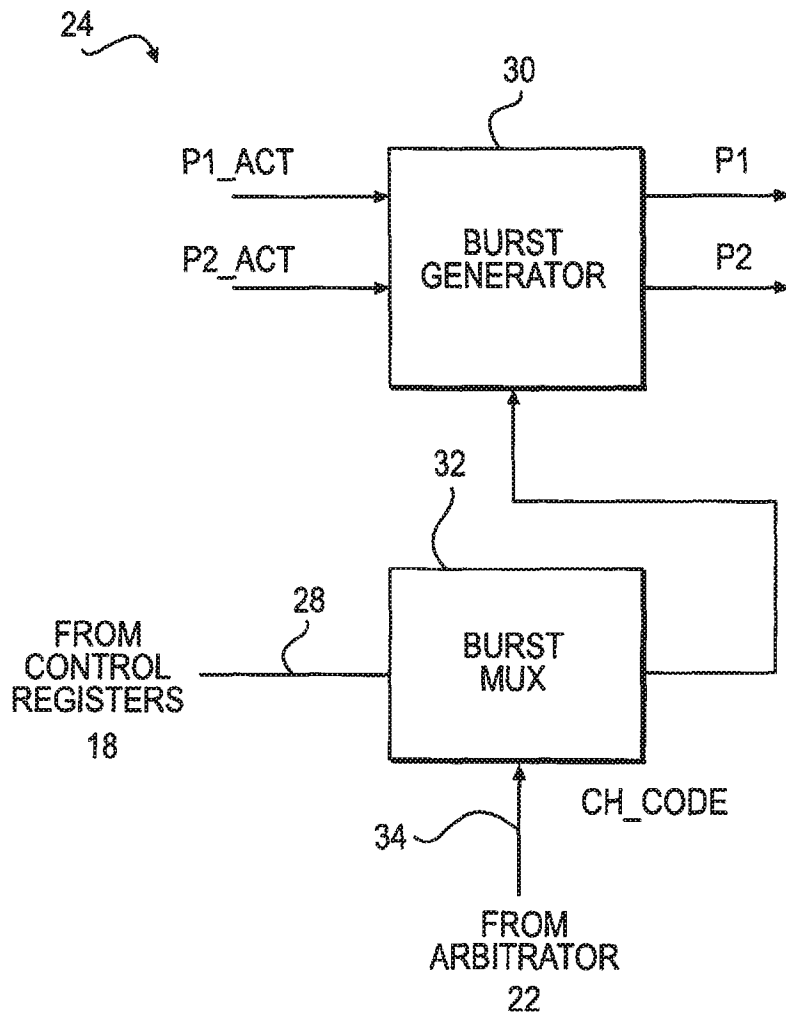 24
30
P1_ACT
P1
P2_ACT
BURST
GENERATOR
P2
32
28
FROM
CONTROL
REGISTERS
18
BURST
MUX
CH_CODE
34
FROM
ARBITRATOR
22